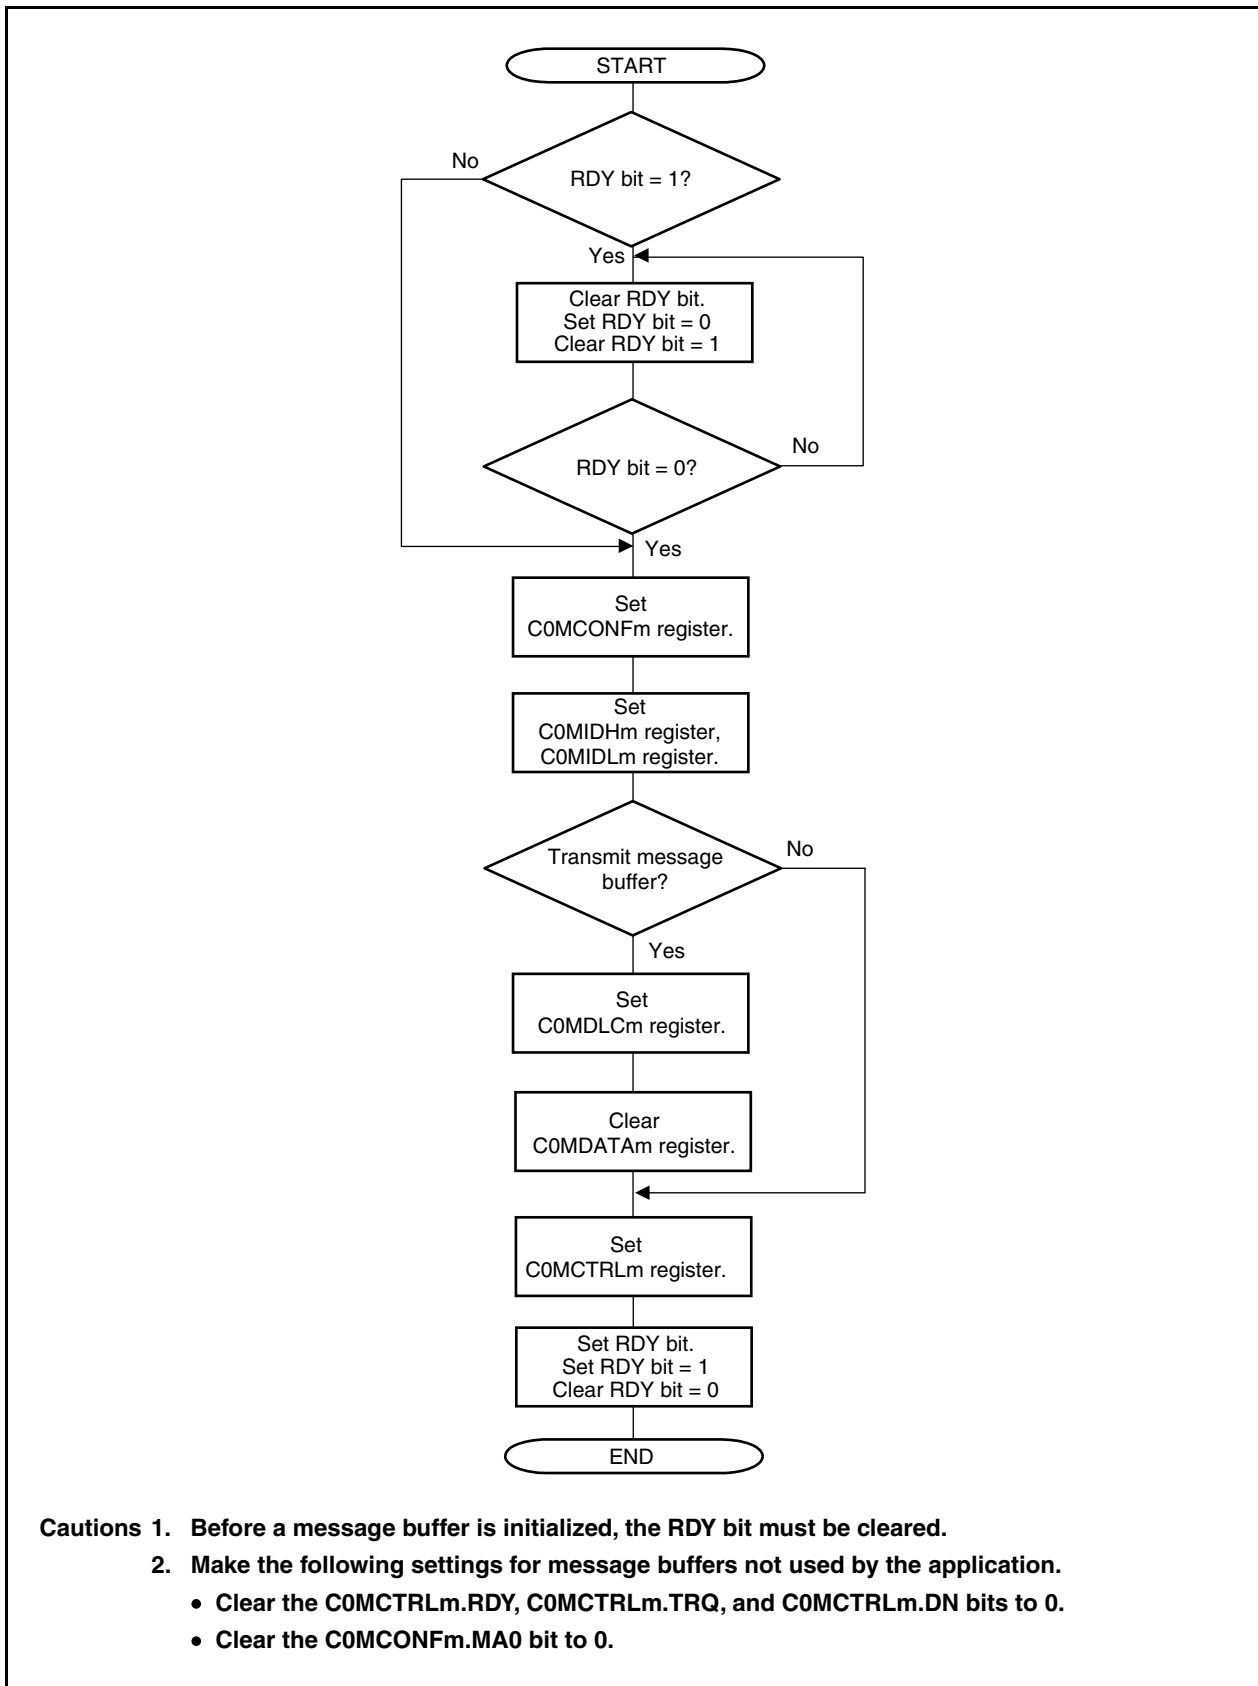 START
No
RDY bit = 1?
Yes
Clear RDY bit.
Set RDY bit = 0
Clear RDY bit = 1
No
RDY bit = 0?
Yes
Set
C0MCONFm register.
Set
C0MIDHm register,
C0MIDLm register.
No
Transmit message
buffer?
Yes
Set
C0MDLCm register.
Clear
C0MDATAm register.
Set
C0MCTRLm register.
Set RDY bit.
Set RDY bit = 1
Clear RDY bit = 0
END
Cautions 1. Before a message buffer is initialized, the RDY bit must be cleared.
2. Make the following settings for message buffers not used by the application.
• Clear the C0MCTRLm.RDY, C0MCTRLm.TRQ, and C0MCTRLm.DN bits to 0.
• Clear the C0MCONFm.MA0 bit to 0.